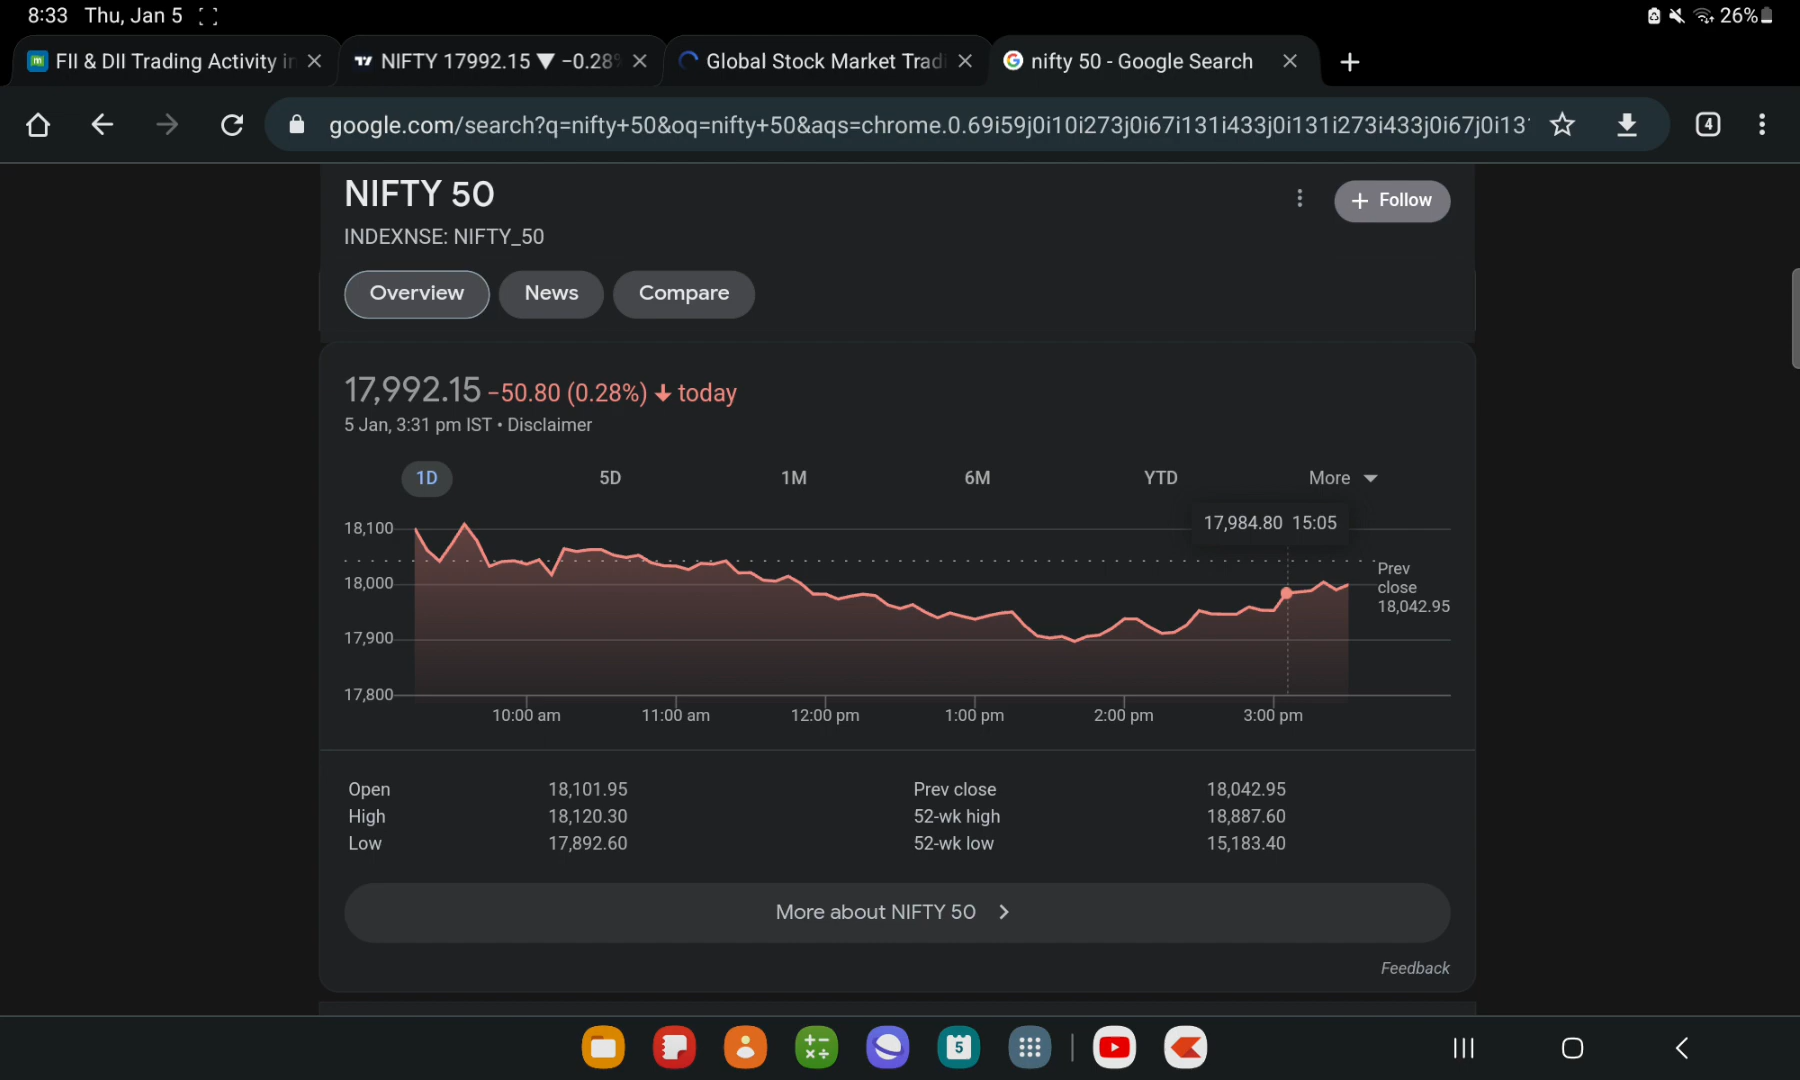 8:33 Thu, Jan 5 26%
FII & DII Trading Activity in NIFTY 17992.15 ▼ −0.28% Global Stock Market Tradi nifty 50 - Google Search
google.com/search?q=nifty+50&oq=nifty+50&aqs=chrome.0.69i59j0i10i273j0i67i131i433j0i131i273i433j0i67j0i131 4
NIFTY 50
+ Follow
INDEXNSE: NIFTY_50
Overview News Compare
17,992.15 −50.80 (0.28%) ↓ today
5 Jan, 3:31 pm IST • Disclaimer
1D 5D 1M 6M YTD More
17,984.80 15:05
18,100
18,000
17,900
17,800
Prev
close
18,042.95
10:00 am 11:00 am 12:00 pm 1:00 pm 2:00 pm 3:00 pm
Open 18,101.95 Prev close 18,042.95
High 18,120.30 52-wk high 18,887.60
Low 17,892.60 52-wk low 15,183.40
More about NIFTY 50 >
Feedback
5